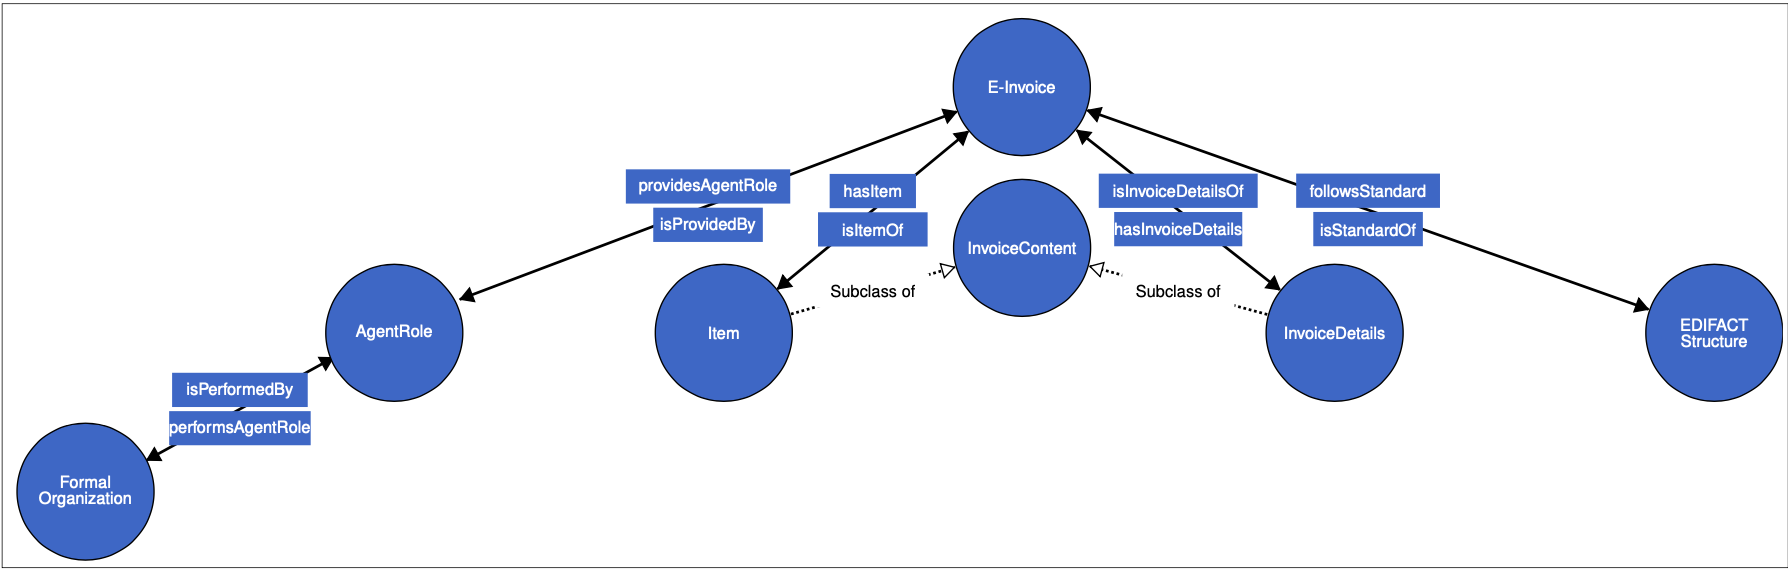 E-Invoice
providesAgentRole
isProvidedBy
hasItem
isItemOf
isInvoiceDetailsOf
hasInvoiceDetails
followsStandard
isStandardOf
InvoiceContent
Subclass of
Subclass of
AgentRole
Item
InvoiceDetails
EDIFACT
Structure
isPerformedBy
performsAgentRole
Formal
Organization